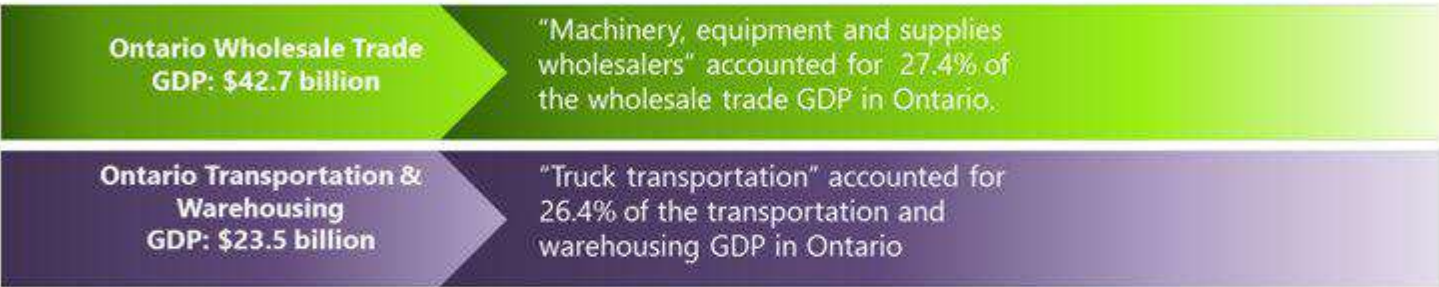 Ontario Wholesale Trade
GDP: $42.7 billion
"Machinery, equipment and supplies
wholesalers" accounted for 27.4% of
the wholesale trade GDP in Ontario.
Ontario Transportation &
Warehousing
GDP: $23.5 billion
"Truck transportation" accounted for
26.4% of the transportation and
warehousing GDP in Ontario